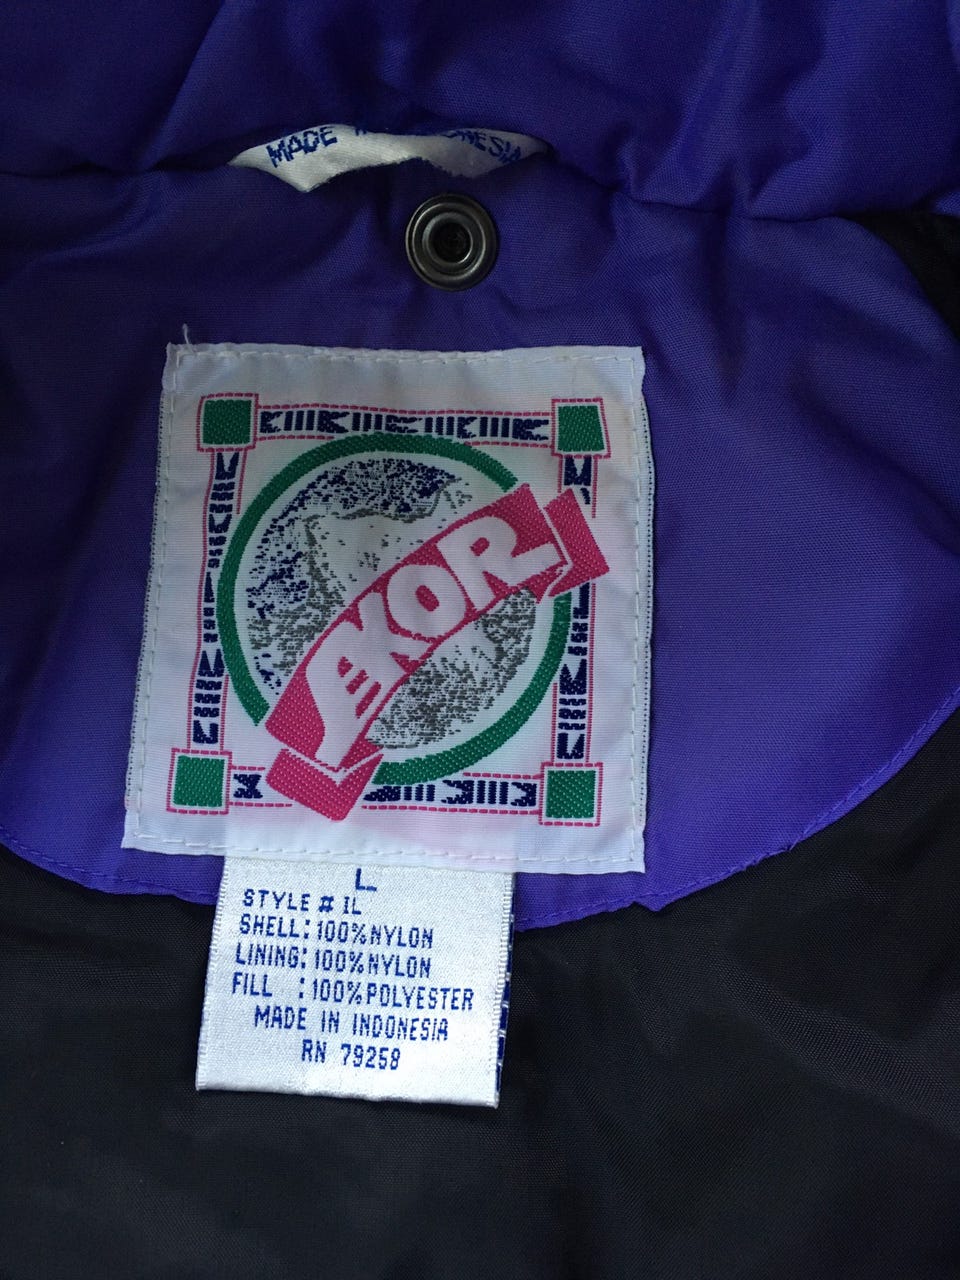 MADE IN INDONESIA
ÆKOR
L
STYLE # IL
SHELL: 100% NYLON
LINING: 100% NYLON
FILL : 100% POLYESTER
MADE IN INDONESIA
RN 79258